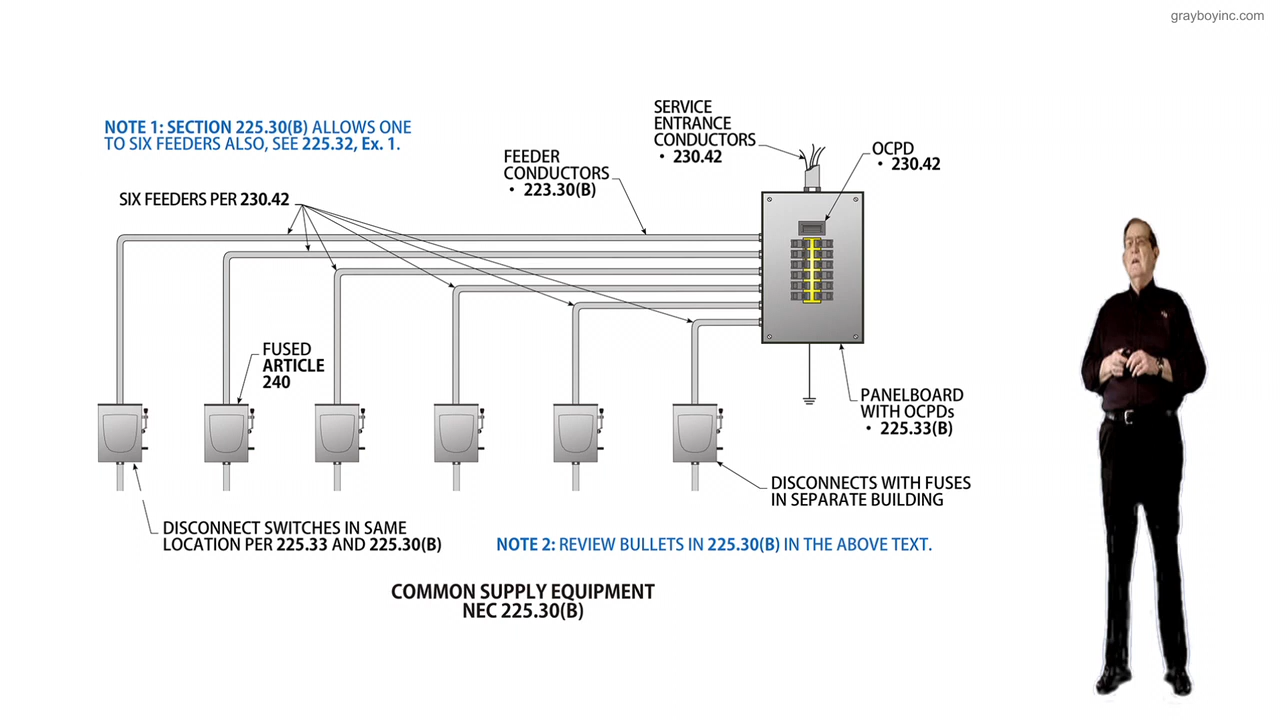 grayboyinc.com
NOTE 1: SECTION 225.30(B) ALLOWS ONE
TO SIX FEEDERS ALSO, SEE 225.32, Ex. 1.
SERVICE
ENTRANCE
CONDUCTORS
• 230.42
OCPD
• 230.42
FEEDER
CONDUCTORS
• 223.30(B)
SIX FEEDERS PER 230.42
FUSED
ARTICLE
240
PANELBOARD
WITH OCPDs
• 225.33(B)
DISCONNECTS WITH FUSES
IN SEPARATE BUILDING
DISCONNECT SWITCHES IN SAME
LOCATION PER 225.33 AND 225.30(B)
NOTE 2: REVIEW BULLETS IN 225.30(B) IN THE ABOVE TEXT.
COMMON SUPPLY EQUIPMENT
NEC 225.30(B)